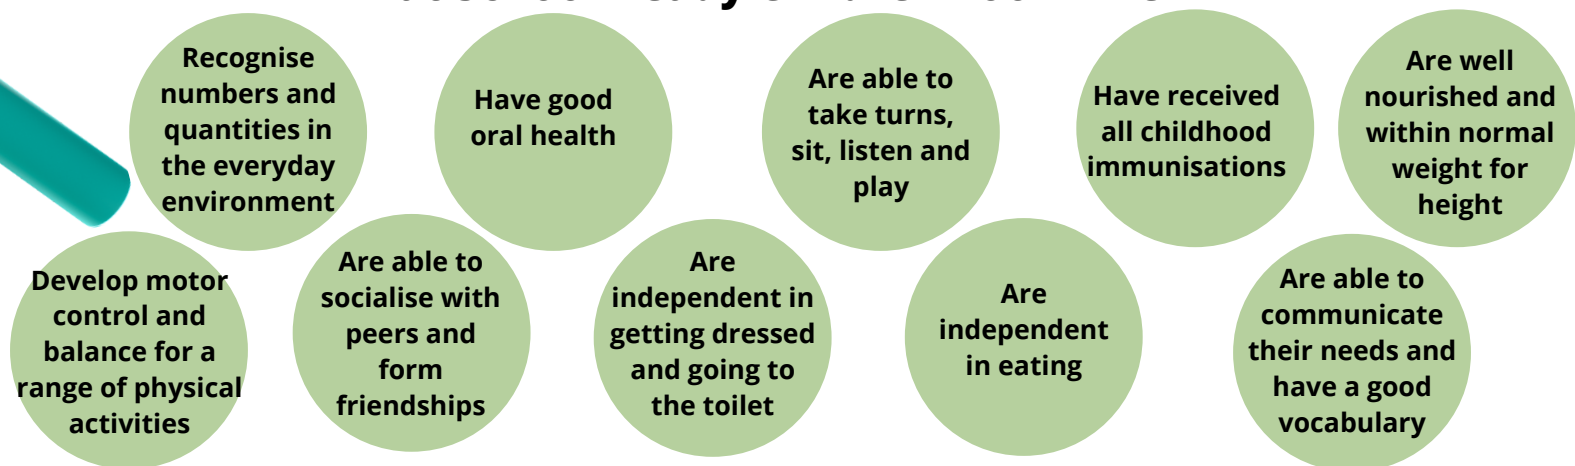 Recognise
numbers and
quantities in
the everyday
environment
Have good
oral health
Are able to
take turns,
sit, listen and
play
Have received
all childhood
immunisations
Are well
nourished and
within normal
weight for
height
Develop motor
control and
balance for a
range of physical
activities
Are able to
socialise with
peers and
form
friendships
Are
independent in
getting dressed
and going to
the toilet
Are
independent
in eating
Are able to
communicate
their needs and
have a good
vocabulary